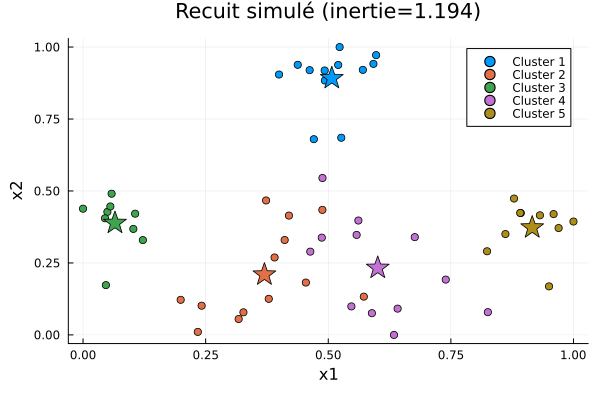 Recuit simulé (inertie=1.194)
Cluster 1
Cluster 2
Cluster 3
Cluster 4
Cluster 5
1.00
0.75
0.50
0.25
0.00
x2
0.00 0.25 0.50 0.75 1.00
x1